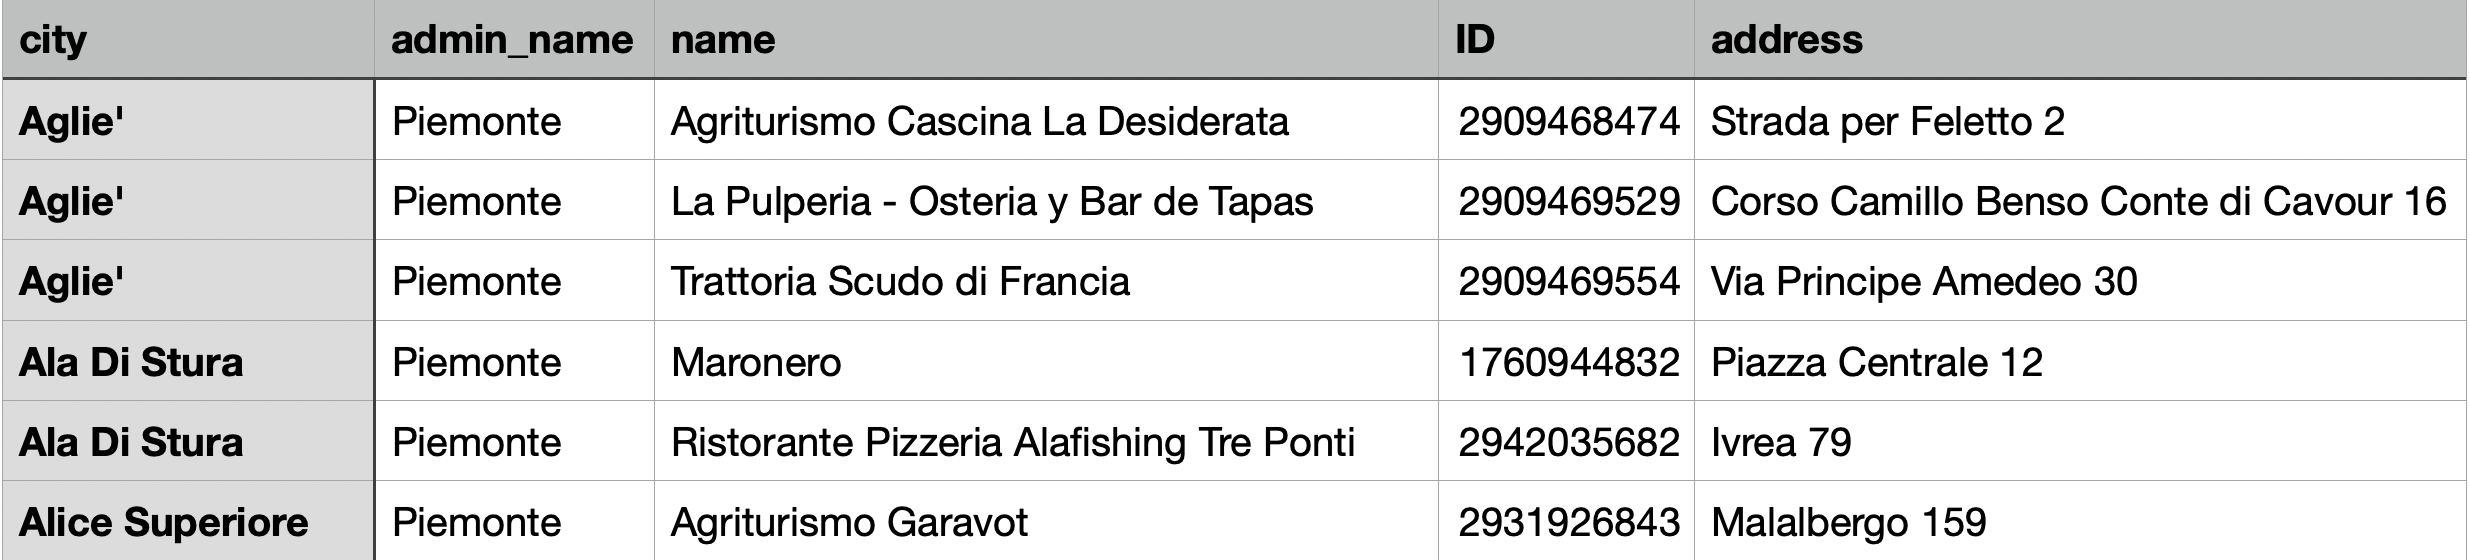 city admin_name name ID address
Aglie' Piemonte Agriturismo Cascina La Desiderata 2909468474 Strada per Feletto 2
Aglie' Piemonte La Pulperia - Osteria y Bar de Tapas 2909469529 Corso Camillo Benso Conte di Cavour 16
Aglie' Piemonte Trattoria Scudo di Francia 2909469554 Via Principe Amedeo 30
Ala Di Stura Piemonte Maronero 1760944832 Piazza Centrale 12
Ala Di Stura Piemonte Ristorante Pizzeria Alafishing Tre Ponti 2942035682 Ivrea 79
Alice Superiore Piemonte Agriturismo Garavot 2931926843 Malalbergo 159